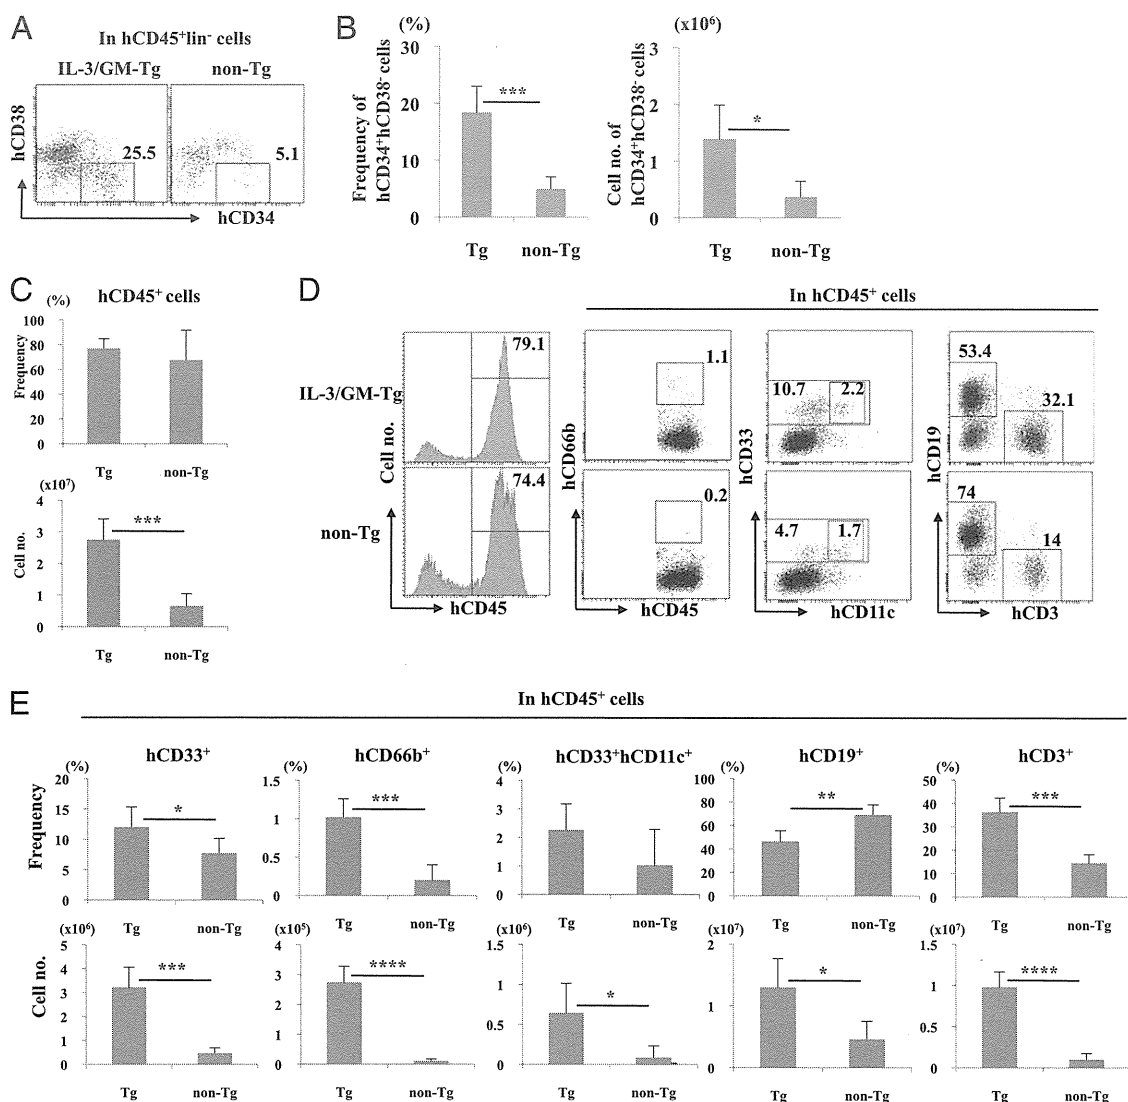 A
In hCD45+lin- cells
IL-3/GM-Tg non-Tg
25.5
5.1
hCD38
hCD34
B
(%)
30
20
10
0
***
Frequency of hCD34+hCD38- cells
Tg non-Tg
(x10⁶)
3
2
1
0
*
Cell no. of hCD34+hCD38- cells
Tg non-Tg
C
hCD45+ cells
(%)
100
80
60
40
20
0
Frequency
Tg non-Tg
(x10⁷)
4
3
2
1
0
***
Cell no.
Tg non-Tg
D
In hCD45+ cells
IL-3/GM-Tg
79.1
1.1
10.7 2.2
53.4
32.1
non-Tg
74.4
0.2
4.7 1.7
74
14
Cell no.
hCD45
hCD66b
hCD45
hCD33
hCD11c
hCD19
hCD3
E
In hCD45+ cells
hCD33+ hCD66b+ hCD33+hCD11c+ hCD19+ hCD3+
Frequency
(%)
20
15
10
5
0
*
Tg non-Tg
(%)
1.5
1
0.5
0
***
Tg non-Tg
(%)
4
3
2
1
0
Tg non-Tg
(%)
100
80
60
40
20
0
**
Tg non-Tg
(%)
50
40
30
20
10
0
***
Tg non-Tg
Cell no.
(x10⁶)
5
4
3
2
1
0
***
Tg non-Tg
(x10⁵)
4
3
2
1
0
****
Tg non-Tg
(x10⁶)
1.5
1
0.5
0
*
Tg non-Tg
(x10⁷)
2
1
0
*
Tg non-Tg
(x10⁷)
1.5
1
0.5
0
****
Tg non-Tg